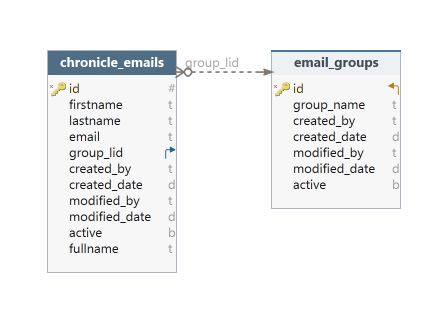 chronicle_emails
id #
firstname t
lastname t
email t
group_lid
created_by t
created_date d
modified_by t
modified_date d
active b
fullname t
group_lid
email_groups
id
group_name t
created_by t
created_date d
modified_by t
modified_date d
active b